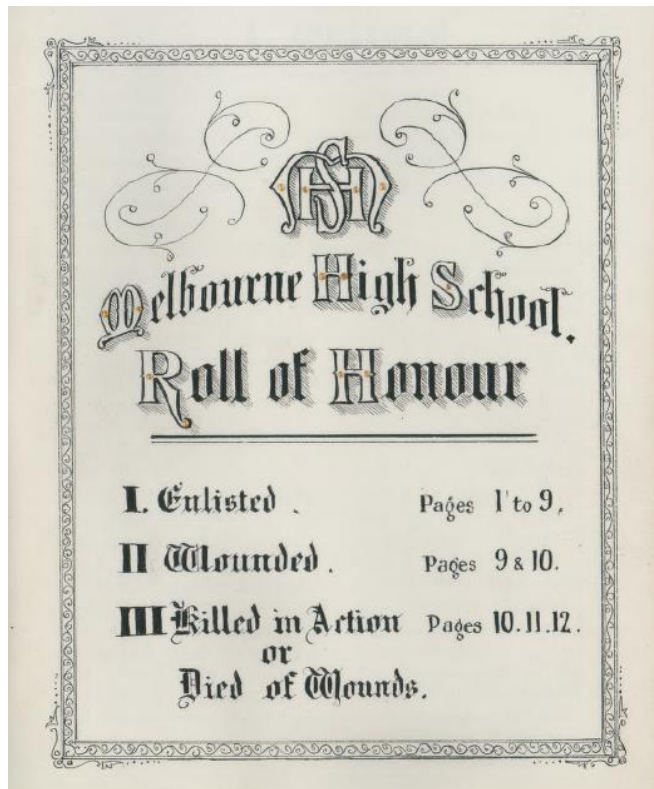 MHS
Melbourne High School.
Roll of Honour
I. Enlisted. Pages 1 to 9.
II Wounded. Pages 9 & 10.
III Killed in Action Pages 10.11.12.
or
Died of Wounds.